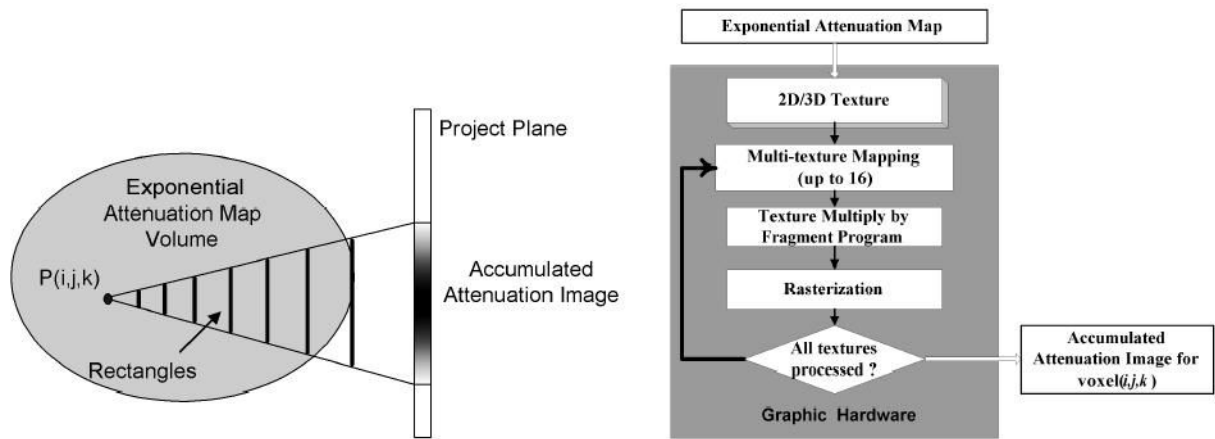 Project Plane
Exponential
Attenuation Map
Volume
P(i,j,k)
Accumulated
Attenuation Image
Rectangles
Exponential Attenuation Map
2D/3D Texture
Multi-texture Mapping
(up to 16)
Texture Multiply by
Fragment Program
Rasterization
All textures
processed ?
Graphic Hardware
Accumulated
Attenuation Image for
voxel(i,j,k )